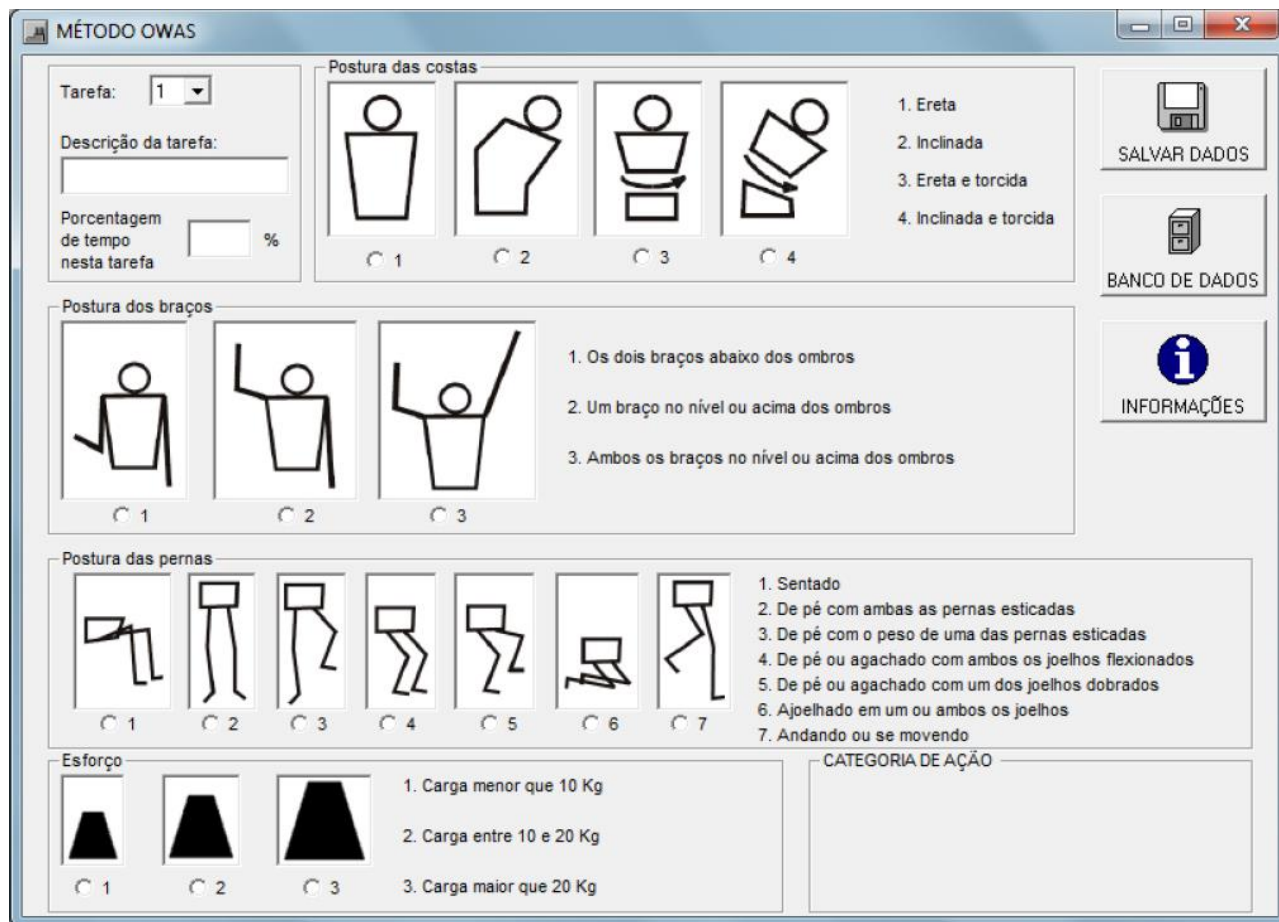 MÉTODO OWAS
Tarefa: 1
Descrição da tarefa:
Porcentagem
de tempo
nesta tarefa %
Postura das costas
1 2 3 4
1. Ereta
2. Inclinada
3. Ereta e torcida
4. Inclinada e torcida
SALVAR DADOS
BANCO DE DADOS
INFORMAÇÕES
Postura dos braços
1 2 3
1. Os dois braços abaixo dos ombros
2. Um braço no nível ou acima dos ombros
3. Ambos os braços no nível ou acima dos ombros
Postura das pernas
1 2 3 4 5 6 7
1. Sentado
2. De pé com ambas as pernas esticadas
3. De pé com o peso de uma das pernas esticadas
4. De pé ou agachado com ambos os joelhos flexionados
5. De pé ou agachado com um dos joelhos dobrados
6. Ajoelhado em um ou ambos os joelhos
7. Andando ou se movendo
Esforço
1 2 3
1. Carga menor que 10 Kg
2. Carga entre 10 e 20 Kg
3. Carga maior que 20 Kg
CATEGORIA DE AÇÃO